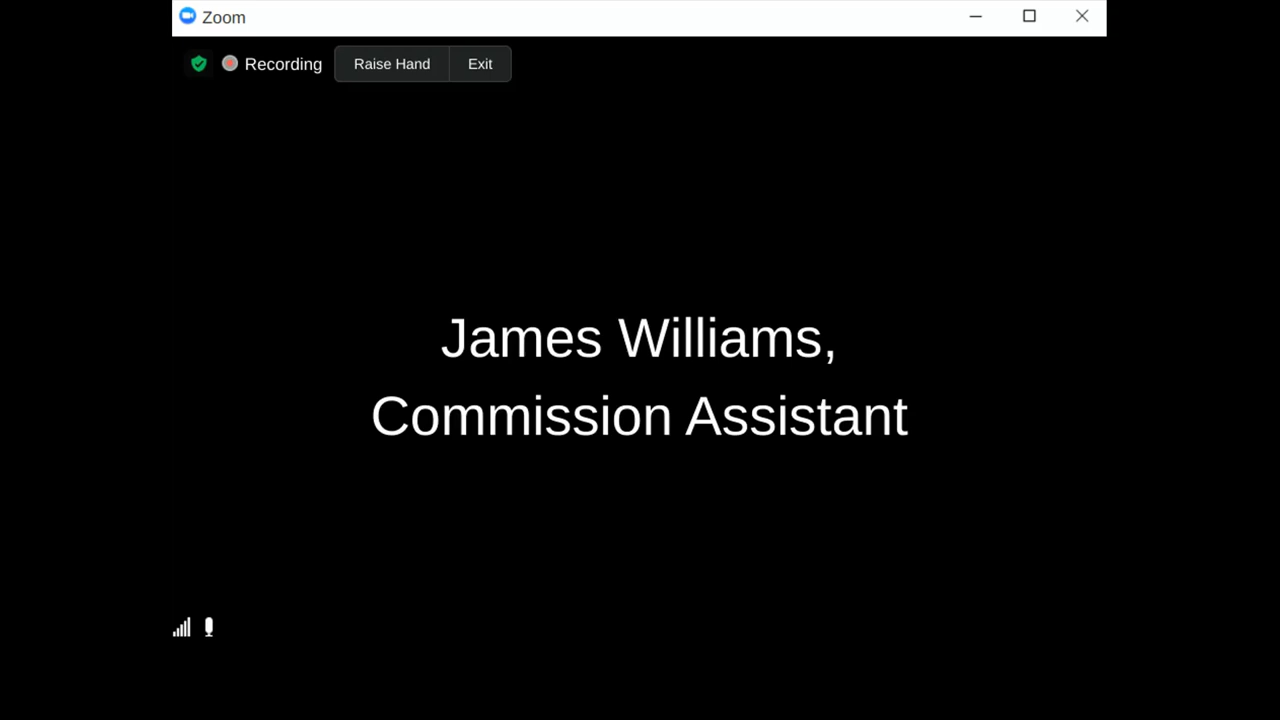 Zoom
Recording
Raise Hand
Exit
James Williams,
Commission Assistant